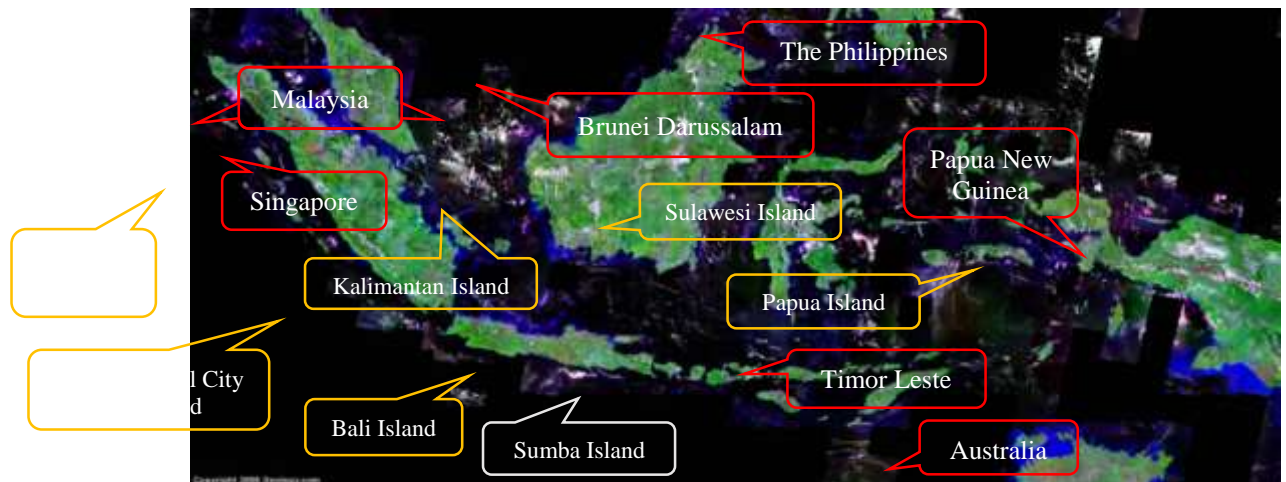 The Philippines
Malaysia
Brunei Darussalam
Papua New
Guinea
Singapore
Sulawesi Island
Kalimantan Island
Papua Island
l City
d
Timor Leste
Bali Island
Sumba Island
Australia